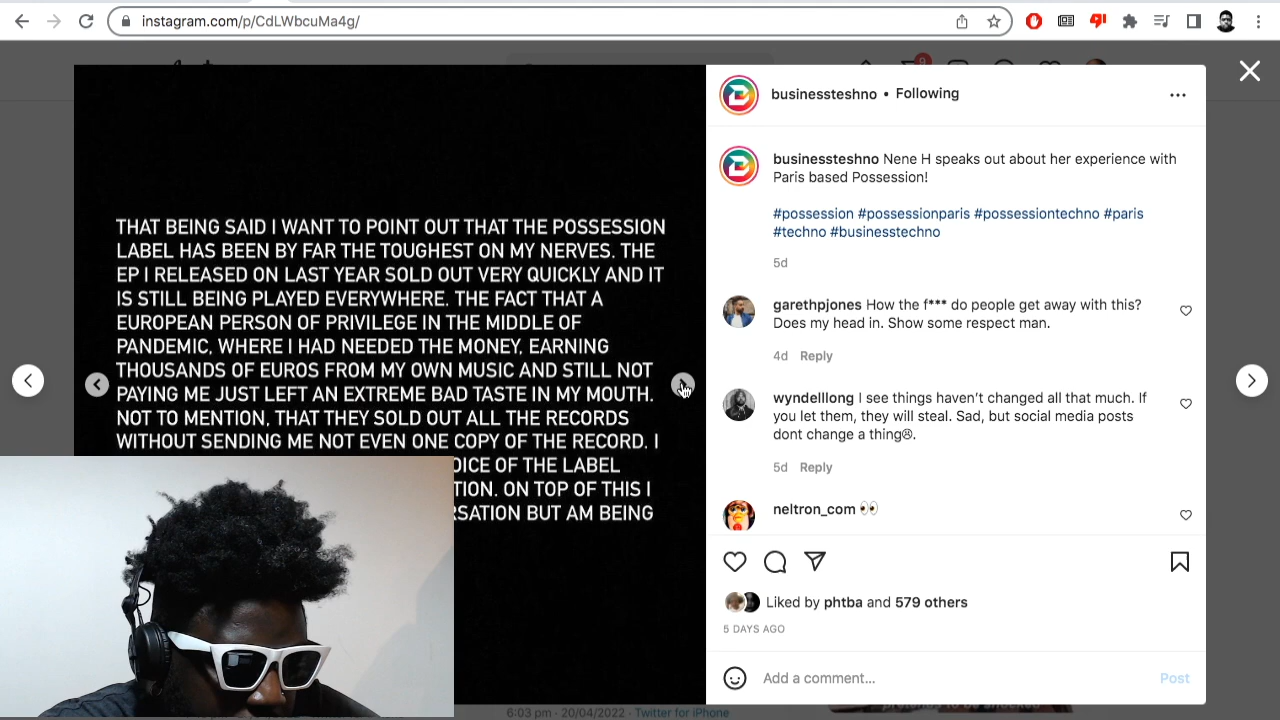 instagram.com/p/CdLWbcuMa4g/
THAT BEING SAID I WANT TO POINT OUT THAT THE POSSESSION
LABEL HAS BEEN BY FAR THE TOUGHEST ON MY NERVES. THE
EP I RELEASED ON LAST YEAR SOLD OUT VERY QUICKLY AND IT
IS STILL BEING PLAYED EVERYWHERE. THE FACT THAT A
EUROPEAN PERSON OF PRIVILEGE IN THE MIDDLE OF
PANDEMIC, WHERE I HAD NEEDED THE MONEY, EARNING
THOUSANDS OF EUROS FROM MY OWN MUSIC AND STILL NOT
PAYING ME JUST LEFT AN EXTREME BAD TASTE IN MY MOUTH.
NOT TO MENTION, THAT THEY SOLD OUT ALL THE RECORDS
WITHOUT SENDING ME NOT EVEN ONE COPY OF THE RECORD. I
OICE OF THE LABEL
TION. ON TOP OF THIS I
RSATION BUT AM BEING
businessteshno • Following
businessteshno Nene H speaks out about her experience with
Paris based Possession!
#possession #possessionparis #possessiontechno #paris
#techno #businesstechno
5d
garethpjones How the f*** do people get away with this?
Does my head in. Show some respect man.
4d Reply
wyndelllong I see things haven't changed all that much. If
you let them, they will steal. Sad, but social media posts
dont change a thing😢.
5d Reply
neltron_com 👀
Liked by phtba and 579 others
5 DAYS AGO
Add a comment...
Post
6:03 pm · 20/04/2022 · Twitter for iPhone